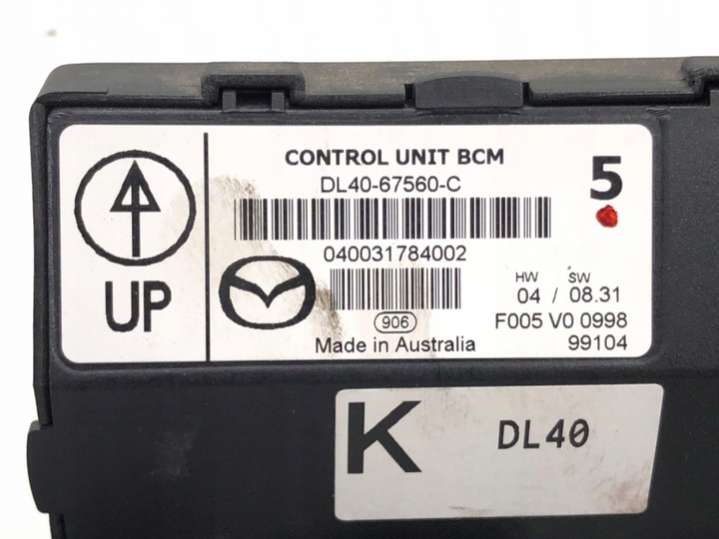 CONTROL UNIT BCM
DL40-67560-C
5
040031784002
UP
HW SW
04 / 08.31
906
F005 V0 0998
Made in Australia
99104
K
DL40